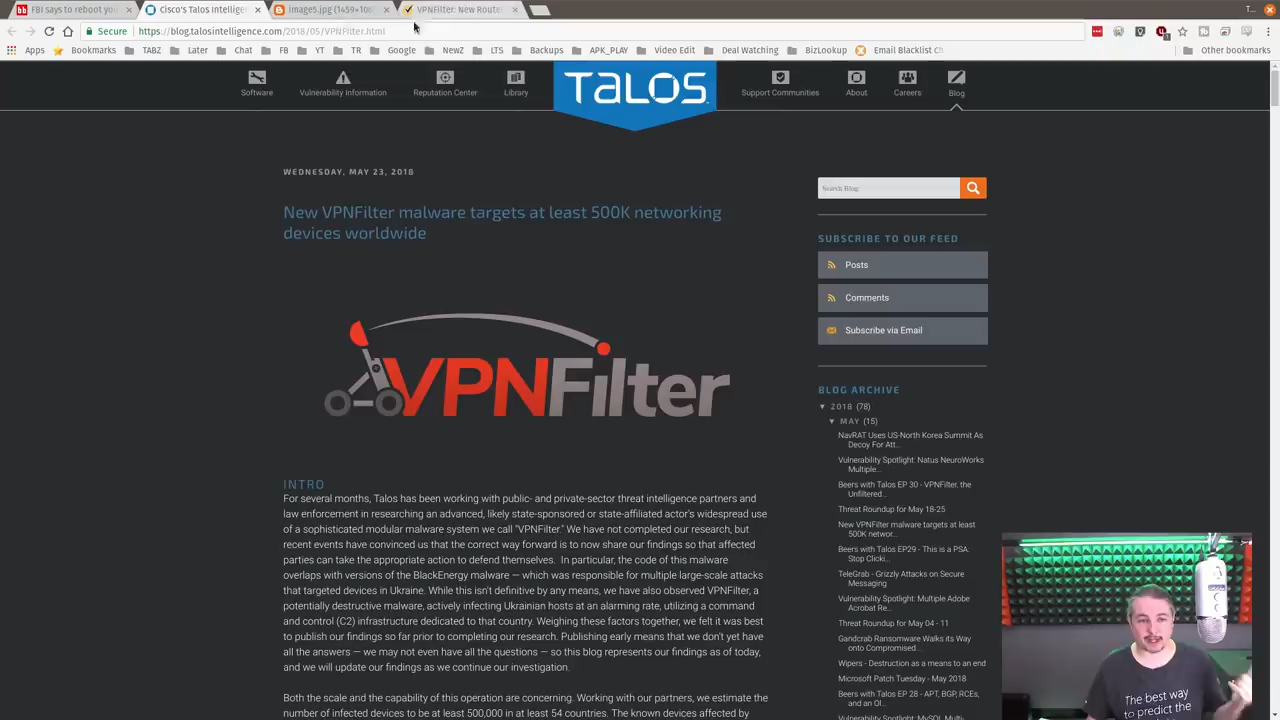 FBI says to reboot you
Cisco's Talos Intellige
image5.jpg (1459×108
VPNFilter: New Route
T...
Secure
https://blog.talosintelligence.com/2018/05/VPNFilter.html
Apps
Bookmarks
TABZ
Later
Chat
FB
YT
TR
Google
NewZ
LTS
Backups
APK_PLAY
Video Edit
Deal Watching
BizLookup
Email Blacklist Ch
Other bookmarks
Software
Vulnerability Information
Reputation Center
Library
TALOS
Support Communities
About
Careers
Blog
WEDNESDAY, MAY 23, 2018
New VPNFilter malware targets at least 500K networking
devices worldwide
VPNFilter
INTRO
For several months, Talos has been working with public- and private-sector threat intelligence partners and
law enforcement in researching an advanced, likely state-sponsored or state-affiliated actor's widespread use
of a sophisticated modular malware system we call "VPNFilter." We have not completed our research, but
recent events have convinced us that the correct way forward is to now share our findings so that affected
parties can take the appropriate action to defend themselves. In particular, the code of this malware
overlaps with versions of the BlackEnergy malware — which was responsible for multiple large-scale attacks
that targeted devices in Ukraine. While this isn't definitive by any means, we have also observed VPNFilter, a
potentially destructive malware, actively infecting Ukrainian hosts at an alarming rate, utilizing a command
and control (C2) infrastructure dedicated to that country. Weighing these factors together, we felt it was best
to publish our findings so far prior to completing our research. Publishing early means that we don't yet have
all the answers — we may not even have all the questions — so this blog represents our findings as of today,
and we will update our findings as we continue our investigation.
Both the scale and the capability of this operation are concerning. Working with our partners, we estimate the
number of infected devices to be at least 500,000 in at least 54 countries. The known devices affected by
Search Blog
SUBSCRIBE TO OUR FEED
Posts
Comments
Subscribe via Email
BLOG ARCHIVE
▼ 2018 (78)
▼ MAY (15)
NavRAT Uses US-North Korea Summit As
Decoy For Att...
Vulnerability Spotlight: Natus NeuroWorks
Multiple...
Beers with Talos EP 30 - VPNFilter, the
Unfiltered...
Threat Roundup for May 18-25
New VPNFilter malware targets at least
500K networ...
Beers with Talos EP29 - This is a PSA:
Stop Clicki...
TeleGrab - Grizzly Attacks on Secure
Messaging
Vulnerability Spotlight: Multiple Adobe
Acrobat Re...
Threat Roundup for May 04 - 11
Gandcrab Ransomware Walks its Way
onto Compromised...
Wipers - Destruction as a means to an end
Microsoft Patch Tuesday - May 2018
Beers with Talos EP 28 - APT, BGP, RCEs,
and an Ol...
Vulnerability Spotlight: MySQL Multi-
The best way
to predict the